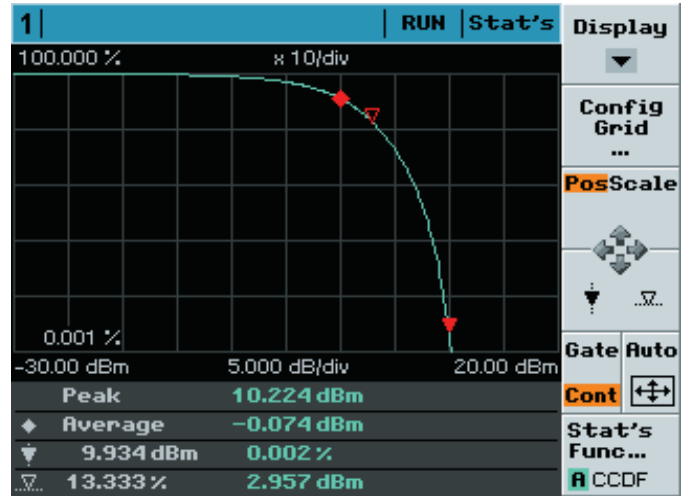 1 RUN Stat's
100.000 % x 10/div
0.001 %
-30.00 dBm 5.000 dB/div 20.00 dBm
Peak 10.224 dBm
Average -0.074 dBm
9.934 dBm 0.002 %
13.333 % 2.957 dBm
Display
Config
Grid
...
PosScale
Gate Auto
Cont
Stat's
Func...
A CCDF